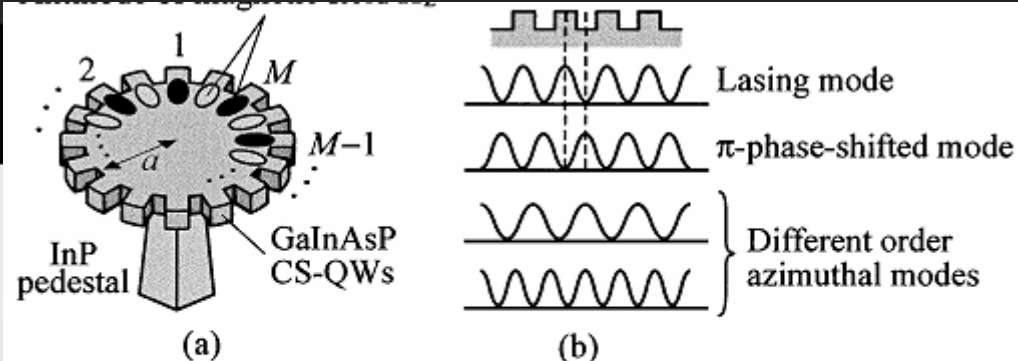 1
2
M
M−1
a
InP
pedestal
GaInAsP
CS-QWs
(a)
Lasing mode
π-phase-shifted mode
Different order
azimuthal modes
(b)